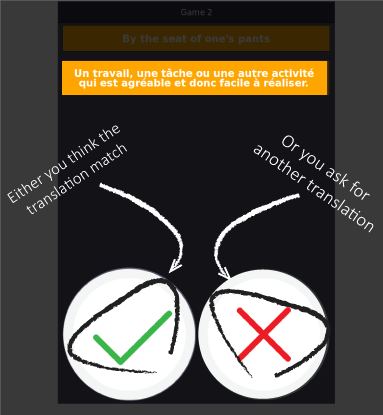 Game 2
By the seat of one's pants
Un travail, une tâche ou une autre activité
qui est agréable et donc facile à réaliser.
Either you think the
translation match
Or you ask for
another translation